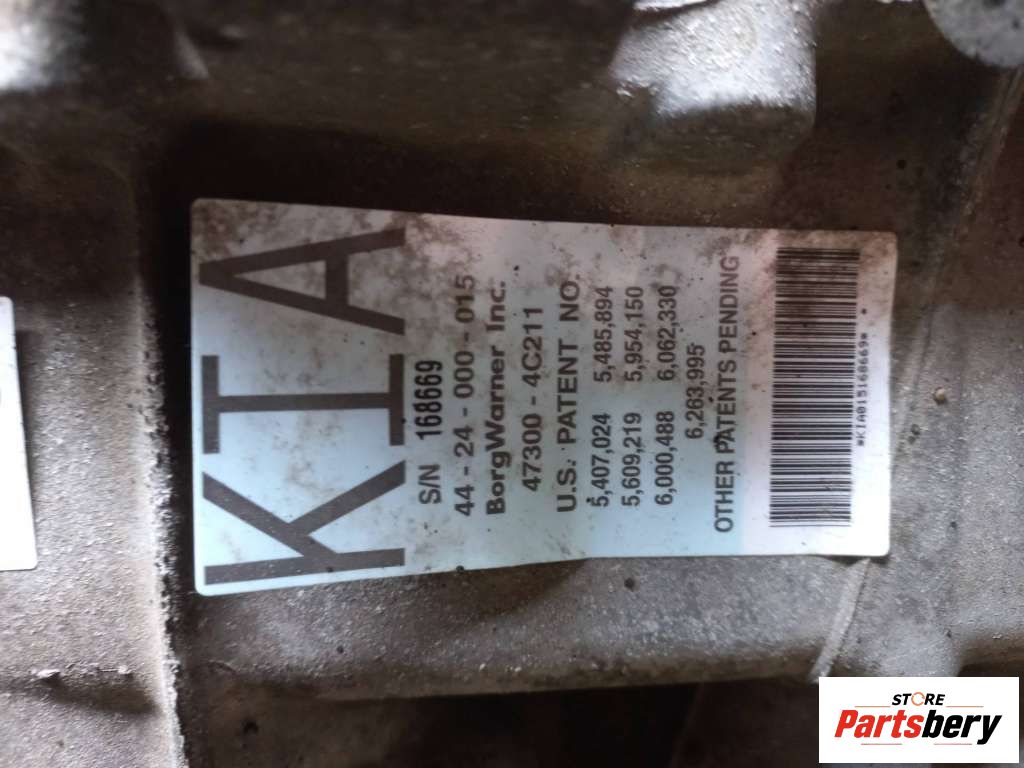 KIA
S/N 168669
44 - 24 - 000 - 015
BorgWarner Inc.
47300 - 4C211
U.S. PATENT NO.
5,407,024 5,485,894
5,609,219 5,954,150
6,000,488 6,062,330
6,263,995
OTHER PATENTS PENDING
*KIA015168669*
STORE
Partsbery